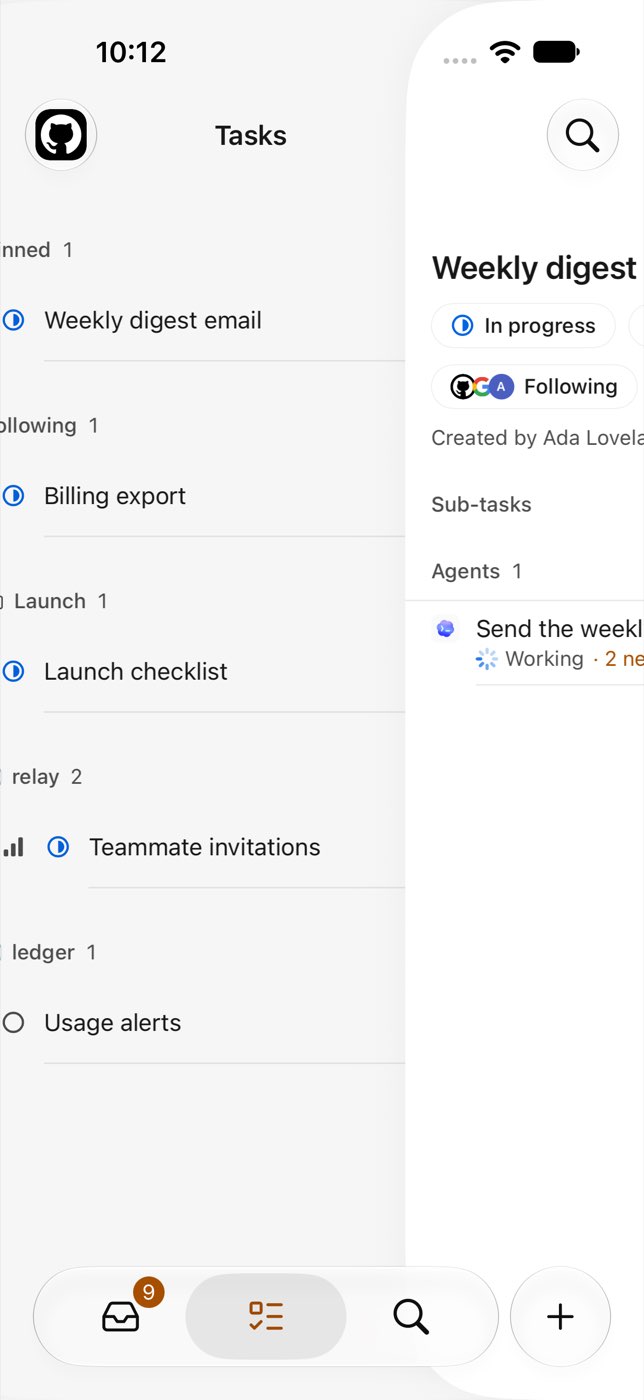 10:12
Tasks
inned 1
Weekly digest email
ollowing 1
Billing export
Launch 1
Launch checklist
relay 2
Teammate invitations
ledger 1
Usage alerts
9
Weekly digest
In progress
A Following
Created by Ada Lovela
Sub-tasks
Agents 1
Send the weekl
Working · 2 ne